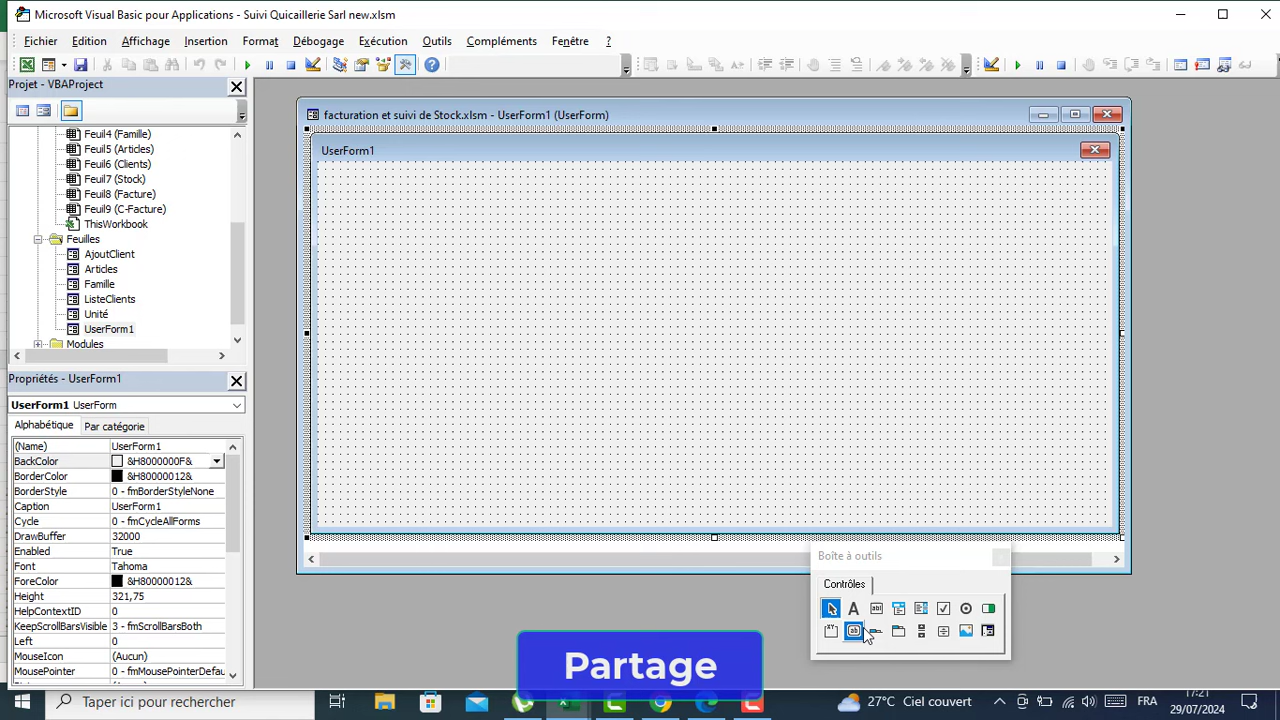 Microsoft Visual Basic pour Applications - Suivi Quicaillerie Sarl new.xlsm
Fichier Edition Affichage Insertion Format Débogage Exécution Outils Compléments Fenêtre ?
Projet - VBAProject
Feuil4 (Famille)
Feuil5 (Articles)
Feuil6 (Clients)
Feuil7 (Stock)
Feuil8 (Facture)
Feuil9 (C-Facture)
ThisWorkbook
Feuilles
AjoutClient
Articles
Famille
ListeClients
Unité
UserForm1
Modules
Propriétés - UserForm1
UserForm1 UserForm
Alphabétique Par catégorie
(Name) UserForm1
BackColor &H8000000F&
BorderColor &H80000012&
BorderStyle 0 - fmBorderStyleNone
Caption UserForm1
Cycle 0 - fmCycleAllForms
DrawBuffer 32000
Enabled True
Font Tahoma
ForeColor &H80000012&
Height 321,75
HelpContextID 0
KeepScrollBarsVisible 3 - fmScrollBarsBoth
Left 0
MouseIcon (Aucun)
MousePointer 0 - fmMousePointerDefau
facturation et suivi de Stock.xlsm - UserForm1 (UserForm)
UserForm1
Boîte à outils
Contrôles
Partage
Taper ici pour rechercher
27°C Ciel couvert
FRA
17:21
29/07/2024